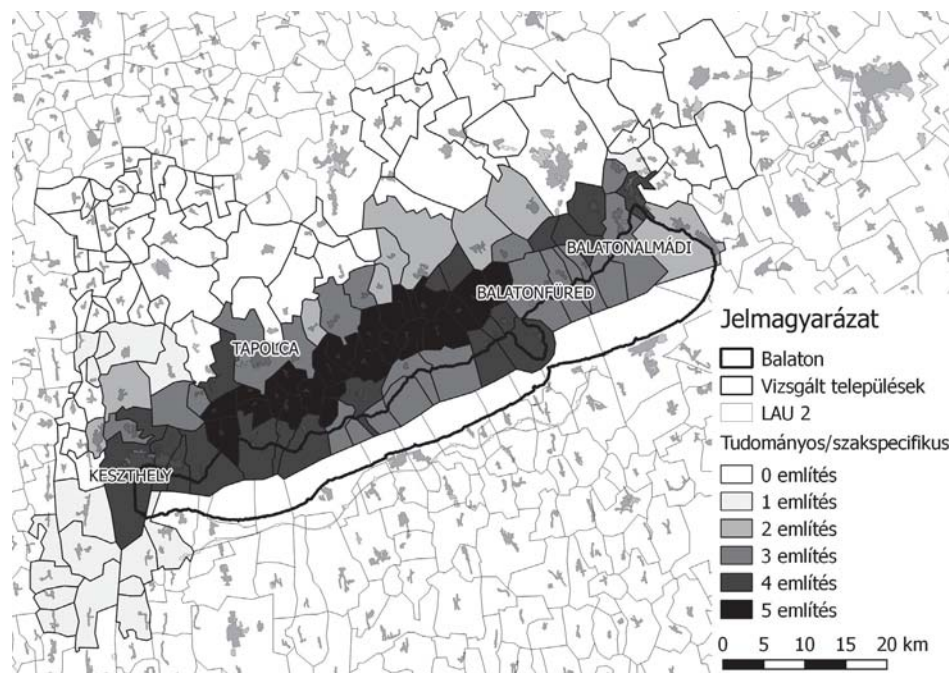 BALATONALMÁDI
BALATONFÜRED
TAPOLCA
KESZTHELY
Jelmagyarázat
Balaton
Vizsgált települések
LAU 2
Tudományos/szakspecifikus
0 említés
1 említés
2 említés
3 említés
4 említés
5 említés
0 5 10 15 20 km